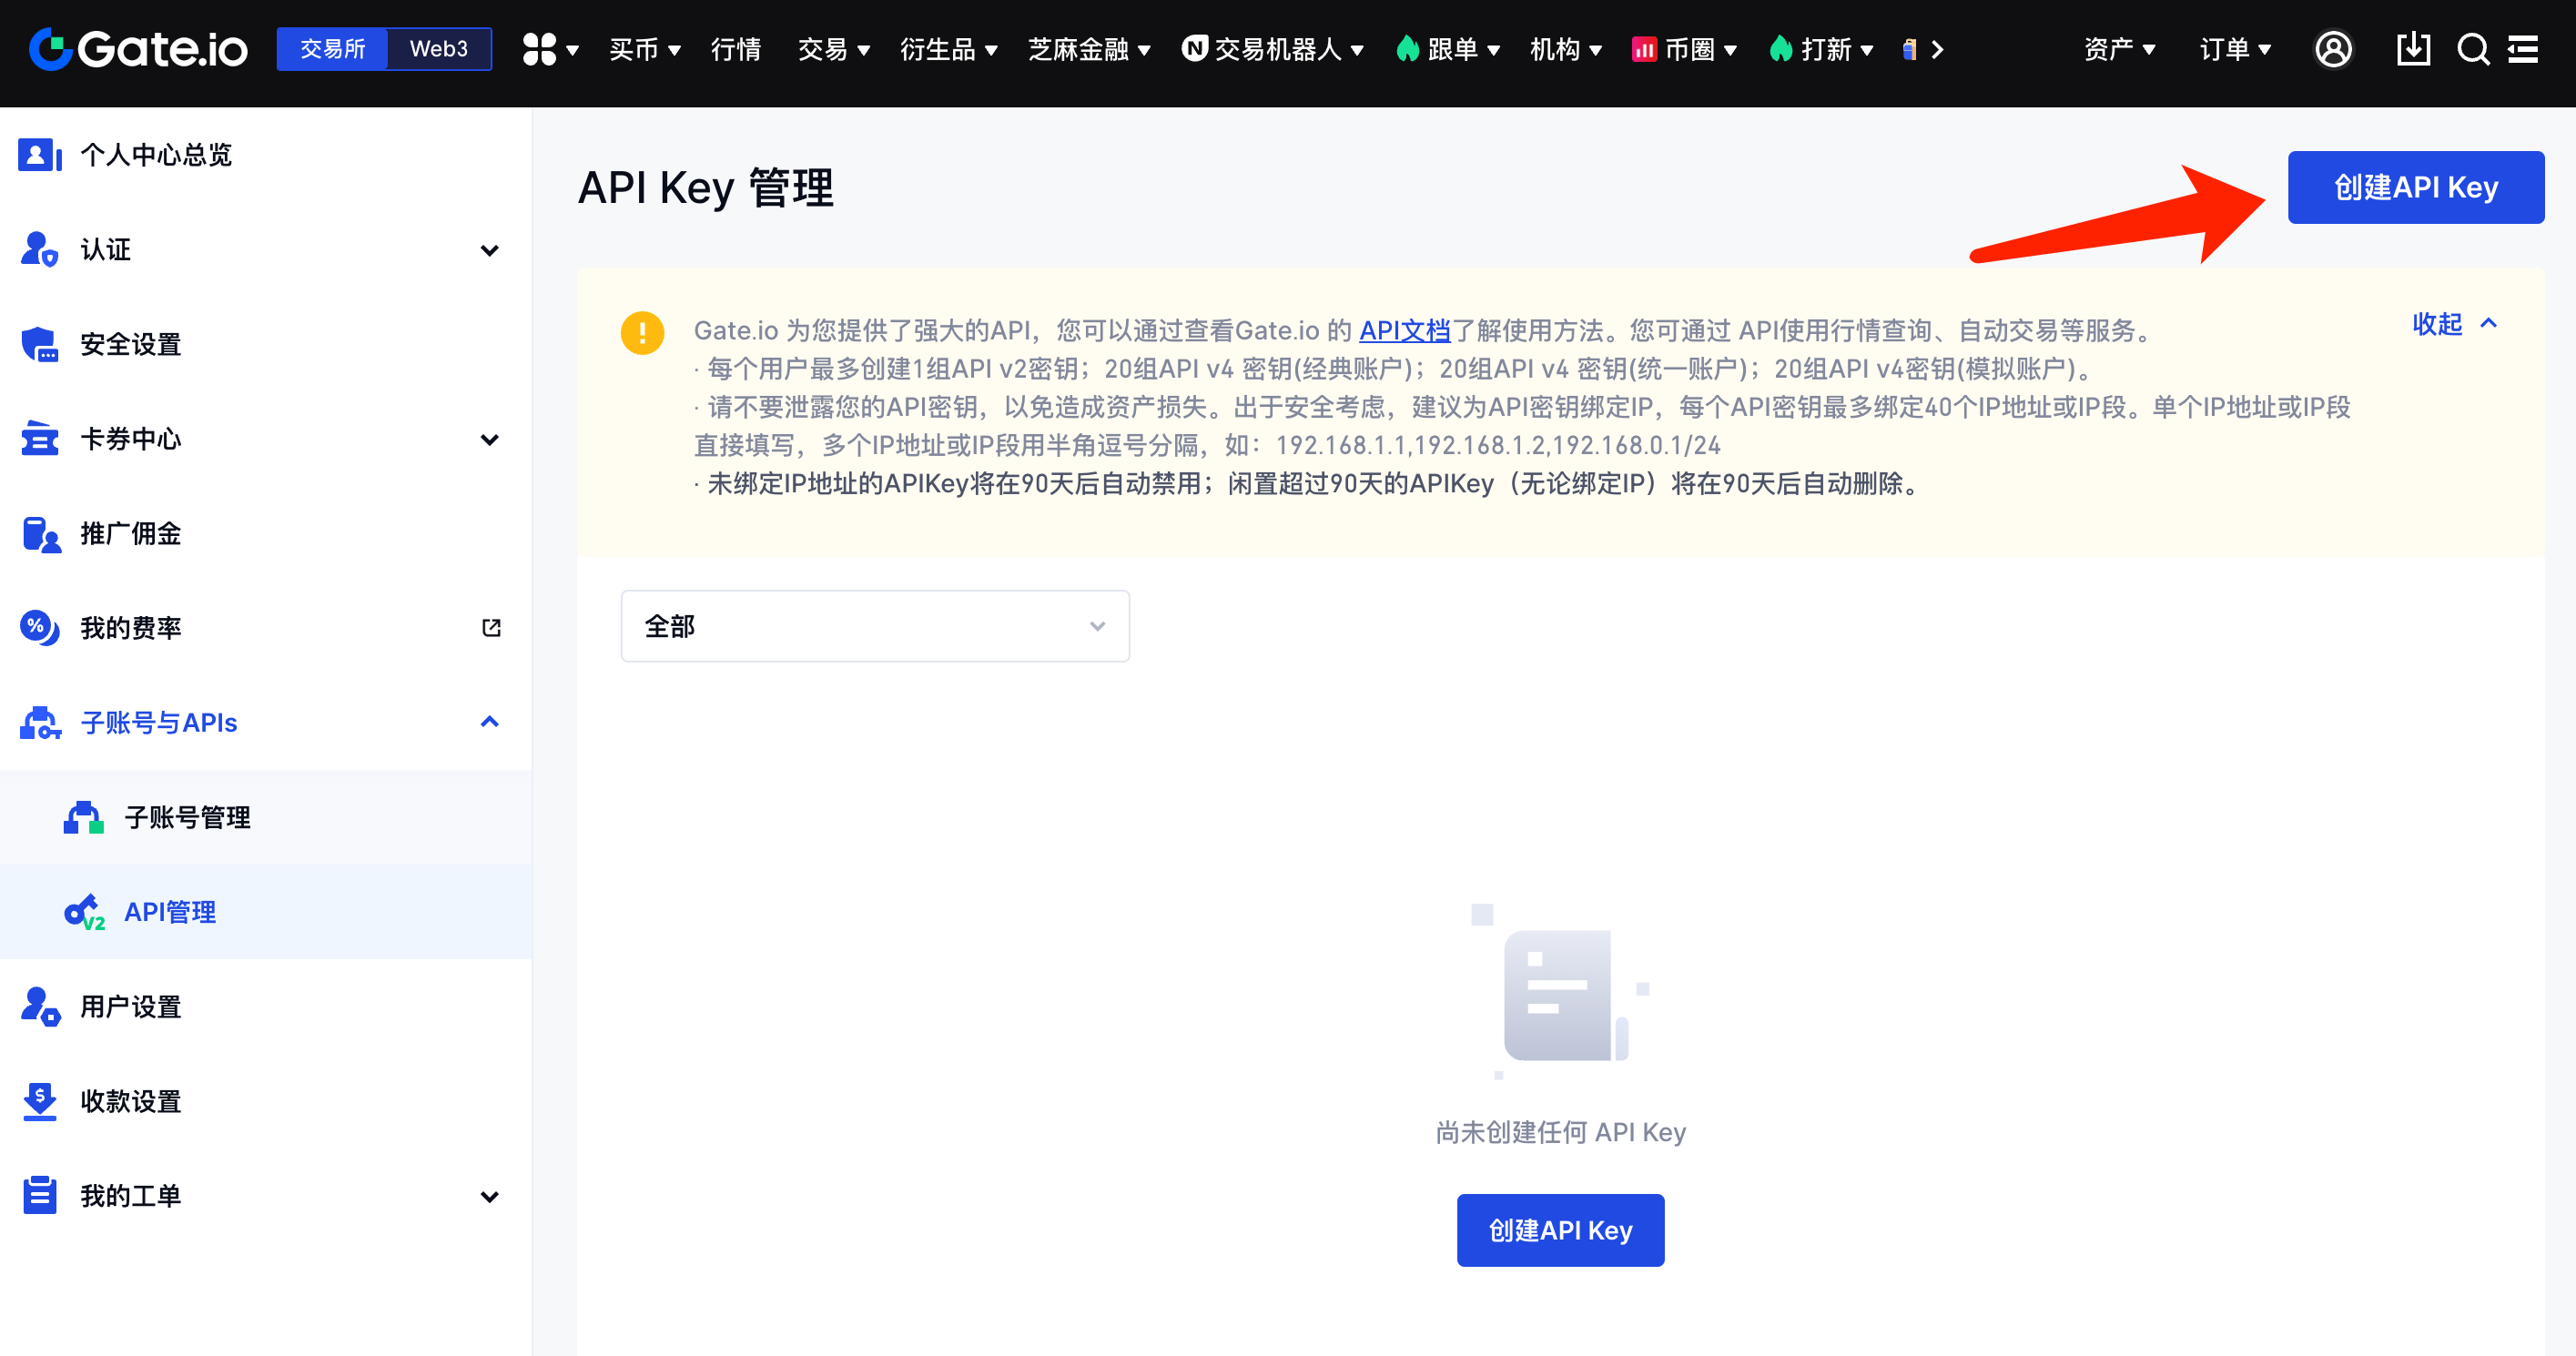 Gate.io 交易所 Web3 买币 行情 交易 衍生品 芝麻金融 交易机器人 跟单 机构 币圈 打新 资产 订单
个人中心总览
认证
安全设置
卡券中心
推广佣金
我的费率
子账号与APIs
子账号管理
V2 API管理
用户设置
收款设置
我的工单
API Key 管理
创建API Key
Gate.io 为您提供了强大的API，您可以通过查看Gate.io 的 API文档了解使用方法。您可通过 API使用行情查询、自动交易等服务。
收起
· 每个用户最多创建1组API v2密钥；20组API v4 密钥(经典账户)；20组API v4 密钥(统一账户)；20组API v4密钥(模拟账户)。
· 请不要泄露您的API密钥，以免造成资产损失。出于安全考虑，建议为API密钥绑定IP，每个API密钥最多绑定40个IP地址或IP段。单个IP地址或IP段
直接填写，多个IP地址或IP段用半角逗号分隔，如：192.168.1.1,192.168.1.2,192.168.0.1/24
· 未绑定IP地址的APIKey将在90天后自动禁用；闲置超过90天的APIKey（无论绑定IP）将在90天后自动删除。
全部
尚未创建任何 API Key
创建API Key